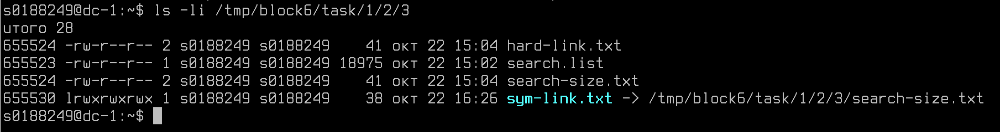 s0188249@dc-1:~$ ls -li /tmp/block6/task/1/2/3
итого 28
655524 -rw-r--r-- 2 s0188249 s0188249    41 окт 22 15:04 hard-link.txt
655523 -rw-r--r-- 1 s0188249 s0188249 18975 окт 22 15:02 search.list
655524 -rw-r--r-- 2 s0188249 s0188249    41 окт 22 15:04 search-size.txt
655530 lrwxrwxrwx 1 s0188249 s0188249    38 окт 22 16:26 sym-link.txt -> /tmp/block6/task/1/2/3/search-size.txt
s0188249@dc-1:~$